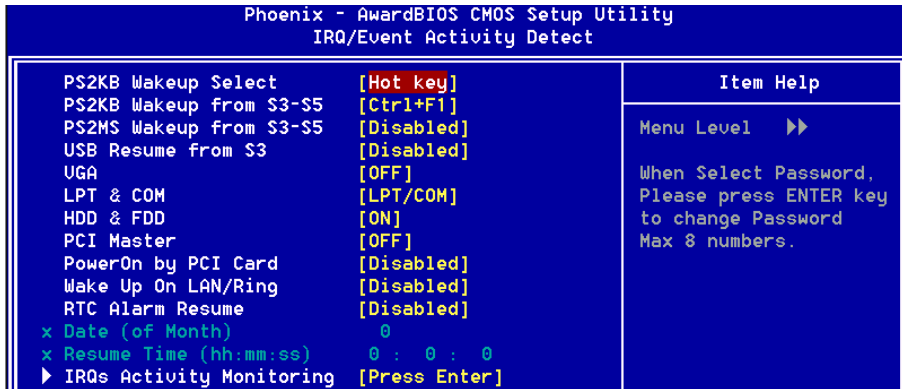 Phoenix - AwardBIOS CMOS Setup Utility
IRQ/Event Activity Detect
PS2KB Wakeup Select [Hot key]
PS2KB Wakeup from S3-S5 [Ctrl+F1]
PS2MS Wakeup from S3-S5 [Disabled]
USB Resume from S3 [Disabled]
VGA [OFF]
LPT & COM [LPT/COM]
HDD & FDD [ON]
PCI Master [OFF]
PowerOn by PCI Card [Disabled]
Wake Up On LAN/Ring [Disabled]
RTC Alarm Resume [Disabled]
x Date (of Month) 0
x Resume Time (hh:mm:ss) 0 : 0 : 0
IRQs Activity Monitoring [Press Enter]
Item Help
Menu Level
When Select Password,
Please press ENTER key
to change Password
Max 8 numbers.